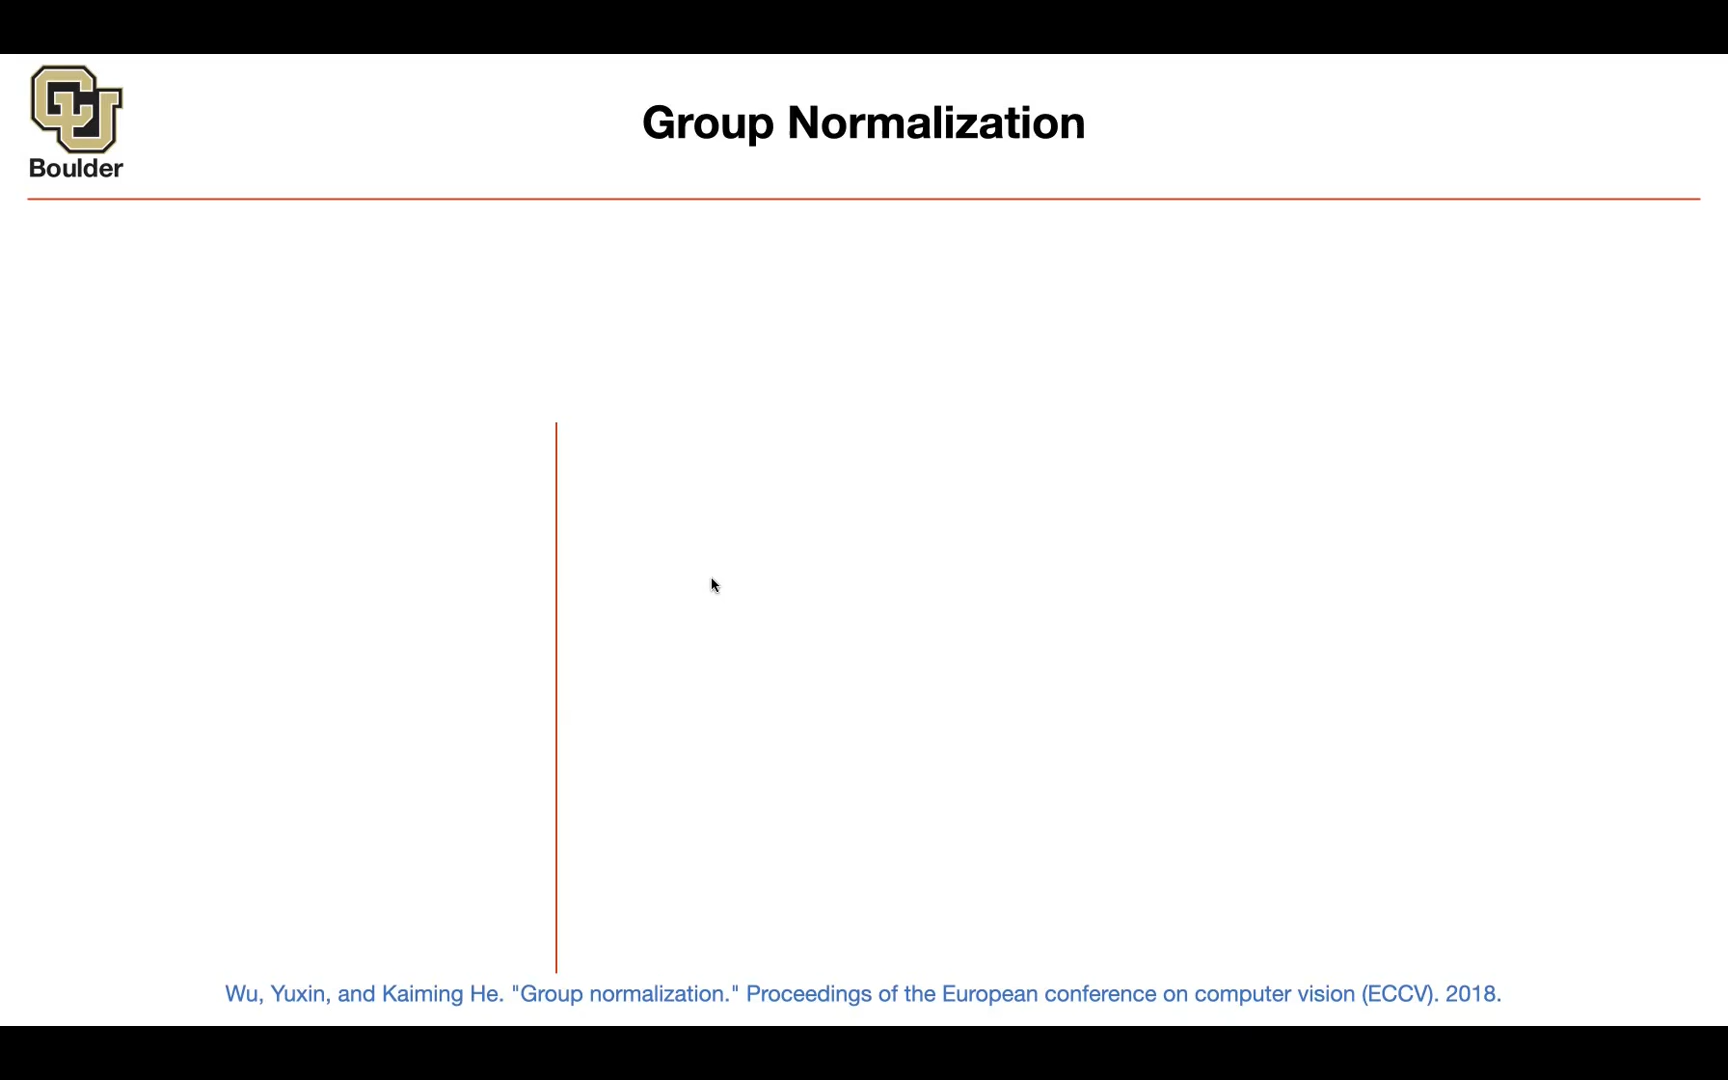 Group Normalization
CU
Boulder
Wu, Yuxin, and Kaiming He. "Group normalization." Proceedings of the European conference on computer vision (ECCV). 2018.